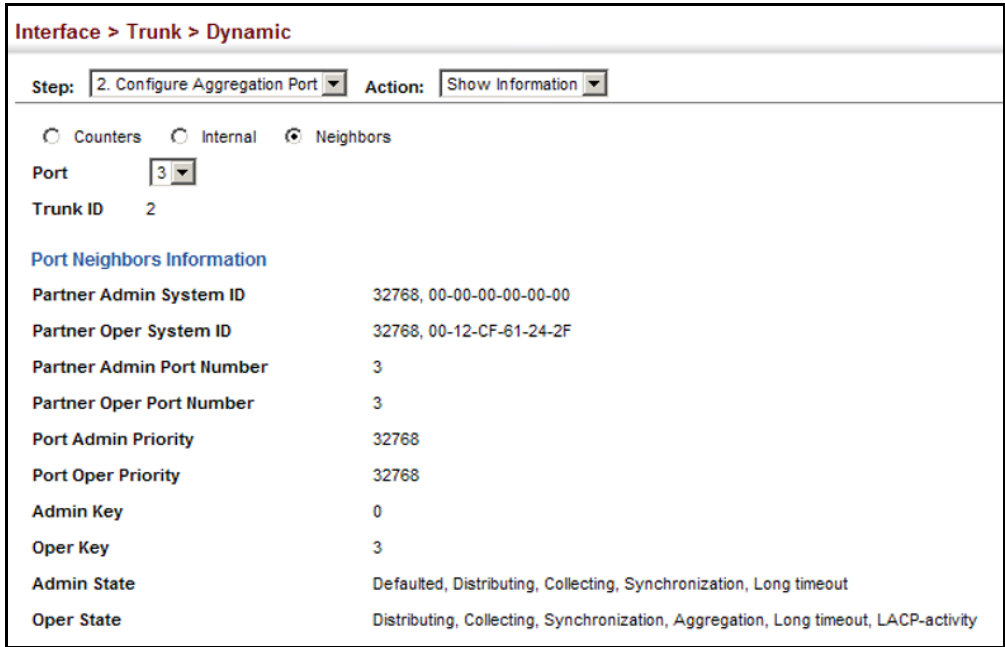 Interface > Trunk > Dynamic
Step: 2. Configure Aggregation Port Action: Show Information
Counters Internal Neighbors
Port 3
Trunk ID 2
Port Neighbors Information
Partner Admin System ID 32768, 00-00-00-00-00-00
Partner Oper System ID 32768, 00-12-CF-61-24-2F
Partner Admin Port Number 3
Partner Oper Port Number 3
Port Admin Priority 32768
Port Oper Priority 32768
Admin Key 0
Oper Key 3
Admin State Defaulted, Distributing, Collecting, Synchronization, Long timeout
Oper State Distributing, Collecting, Synchronization, Aggregation, Long timeout, LACP-activity